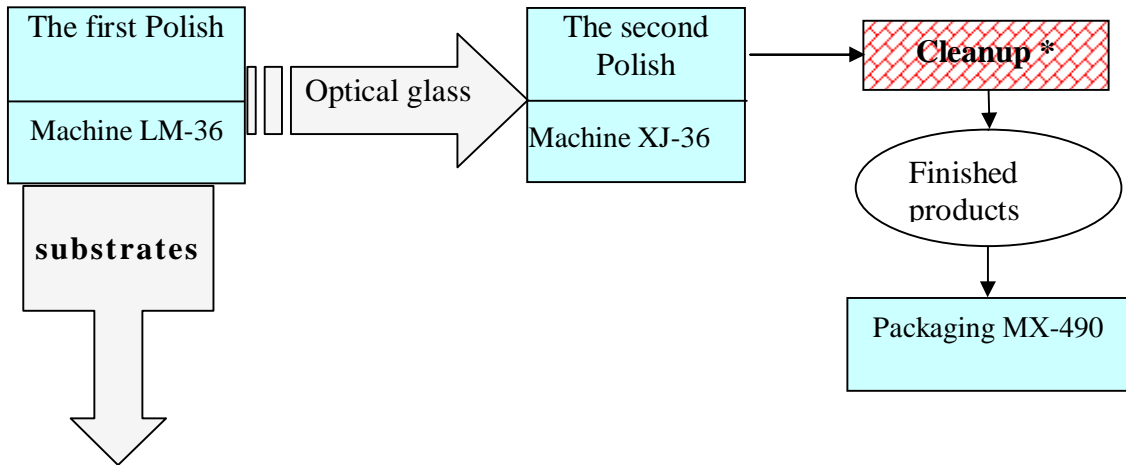 The first Polish
Machine LM-36
substrates
Optical glass
The second
Polish
Machine XJ-36
Cleanup *
Finished
products
Packaging MX-490